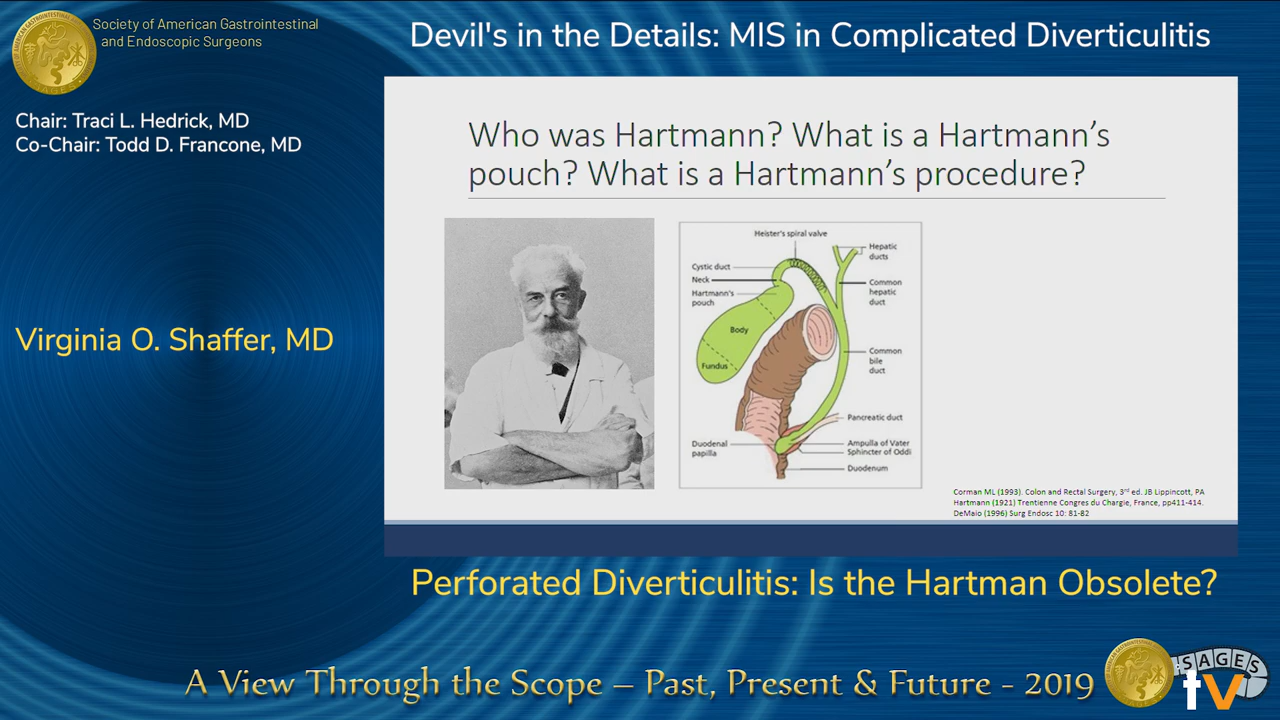 Society of American Gastrointestinal
and Endoscopic Surgeons
Devil's in the Details: MIS in Complicated Diverticulitis
Chair: Traci L. Hedrick, MD
Co-Chair: Todd D. Francone, MD
Virginia O. Shaffer, MD
Who was Hartmann? What is a Hartmann's
pouch? What is a Hartmann's procedure?
Heister's spiral valve
Hepatic
ducts
Cystic duct
Neck
Hartmann's
pouch
Common
hepatic
duct
Body
Fundus
Common
bile
duct
Pancreatic duct
Duodenal
papilla
Ampulla of Vater
Sphincter of Oddi
Duodenum
Corman ML (1993). Colon and Rectal Surgery, 3rd ed. JB Lippincott, PA
Hartmann (1921) Trentienne Congres du Chargie, France, pp411-414.
DeMaio (1996) Surg Endosc 10: 81-82
Perforated Diverticulitis: Is the Hartman Obsolete?
A View Through the Scope – Past, Present & Future - 2019
SAGES
tv